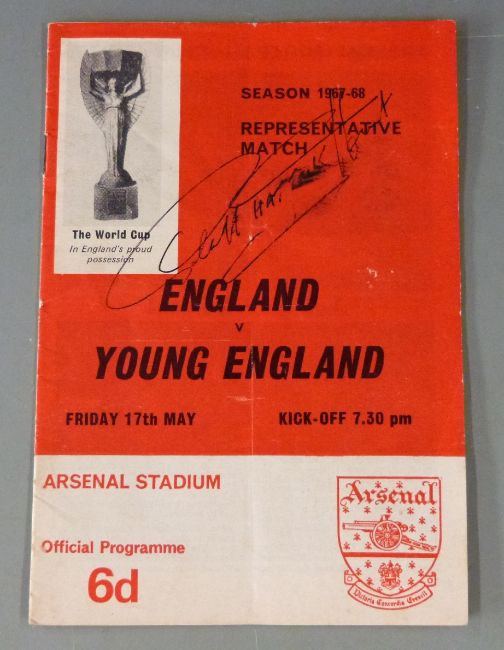 SEASON 1967-68
REPRESENTATIVE
MATCH
The World Cup
In England's proud
possession
ENGLAND
v
YOUNG ENGLAND
FRIDAY 17th MAY
KICK-OFF 7.30 pm
ARSENAL STADIUM
Official Programme
6d
Arsenal
Victoria Concordia Crescit